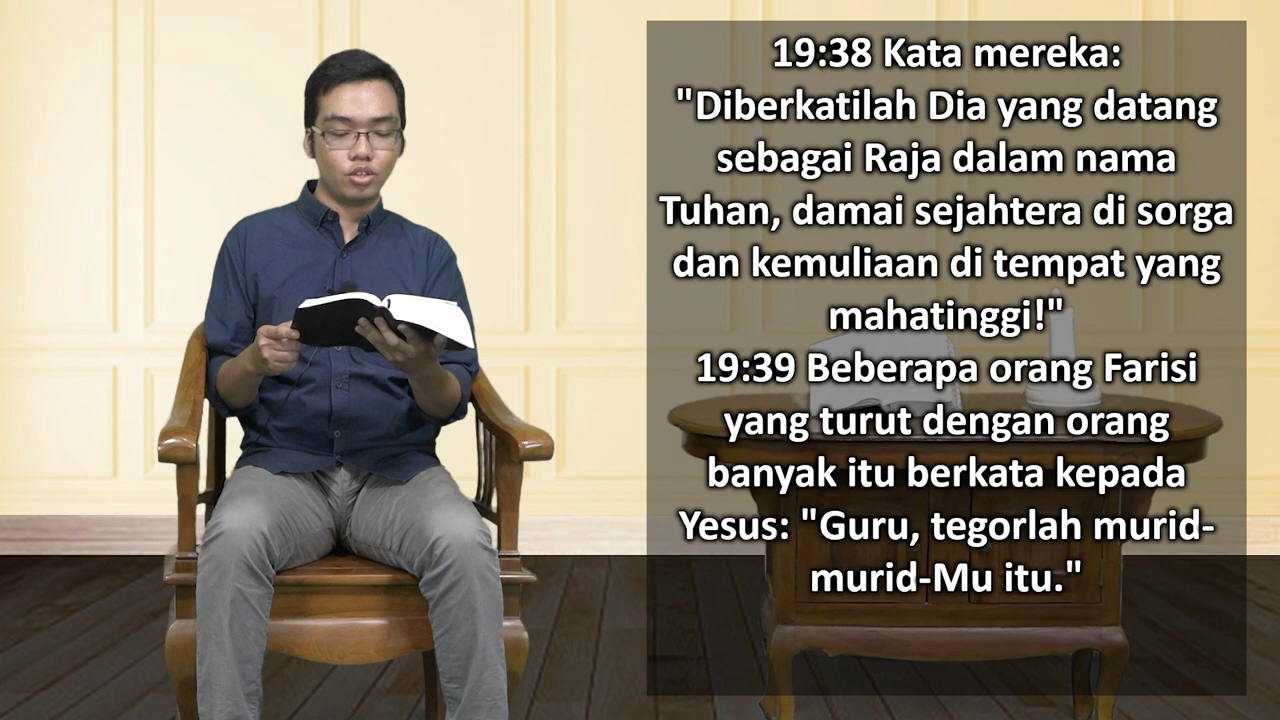 19:38 Kata mereka:
"Diberkatilah Dia yang datang
sebagai Raja dalam nama
Tuhan, damai sejahtera di sorga
dan kemuliaan di tempat yang
mahatinggi!"
19:39 Beberapa orang Farisi
yang turut dengan orang
banyak itu berkata kepada
Yesus: "Guru, tegorlah murid-
murid-Mu itu."